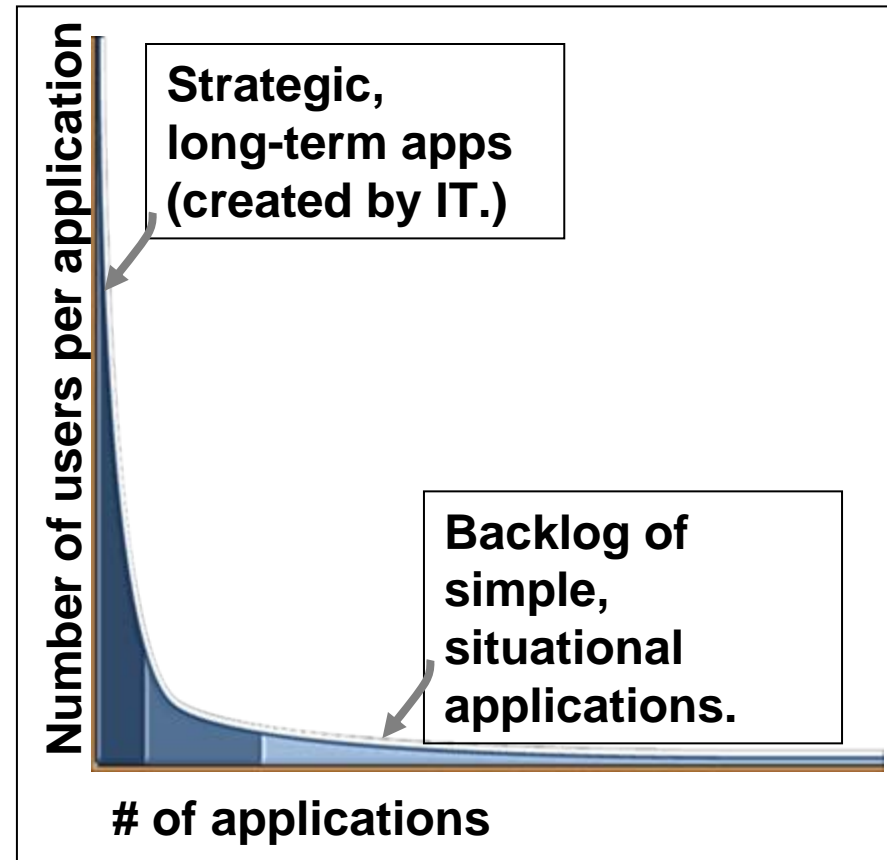 Number of users per application
Strategic,
long-term apps
(created by IT.)
Backlog of
simple,
situational
applications.
# of applications